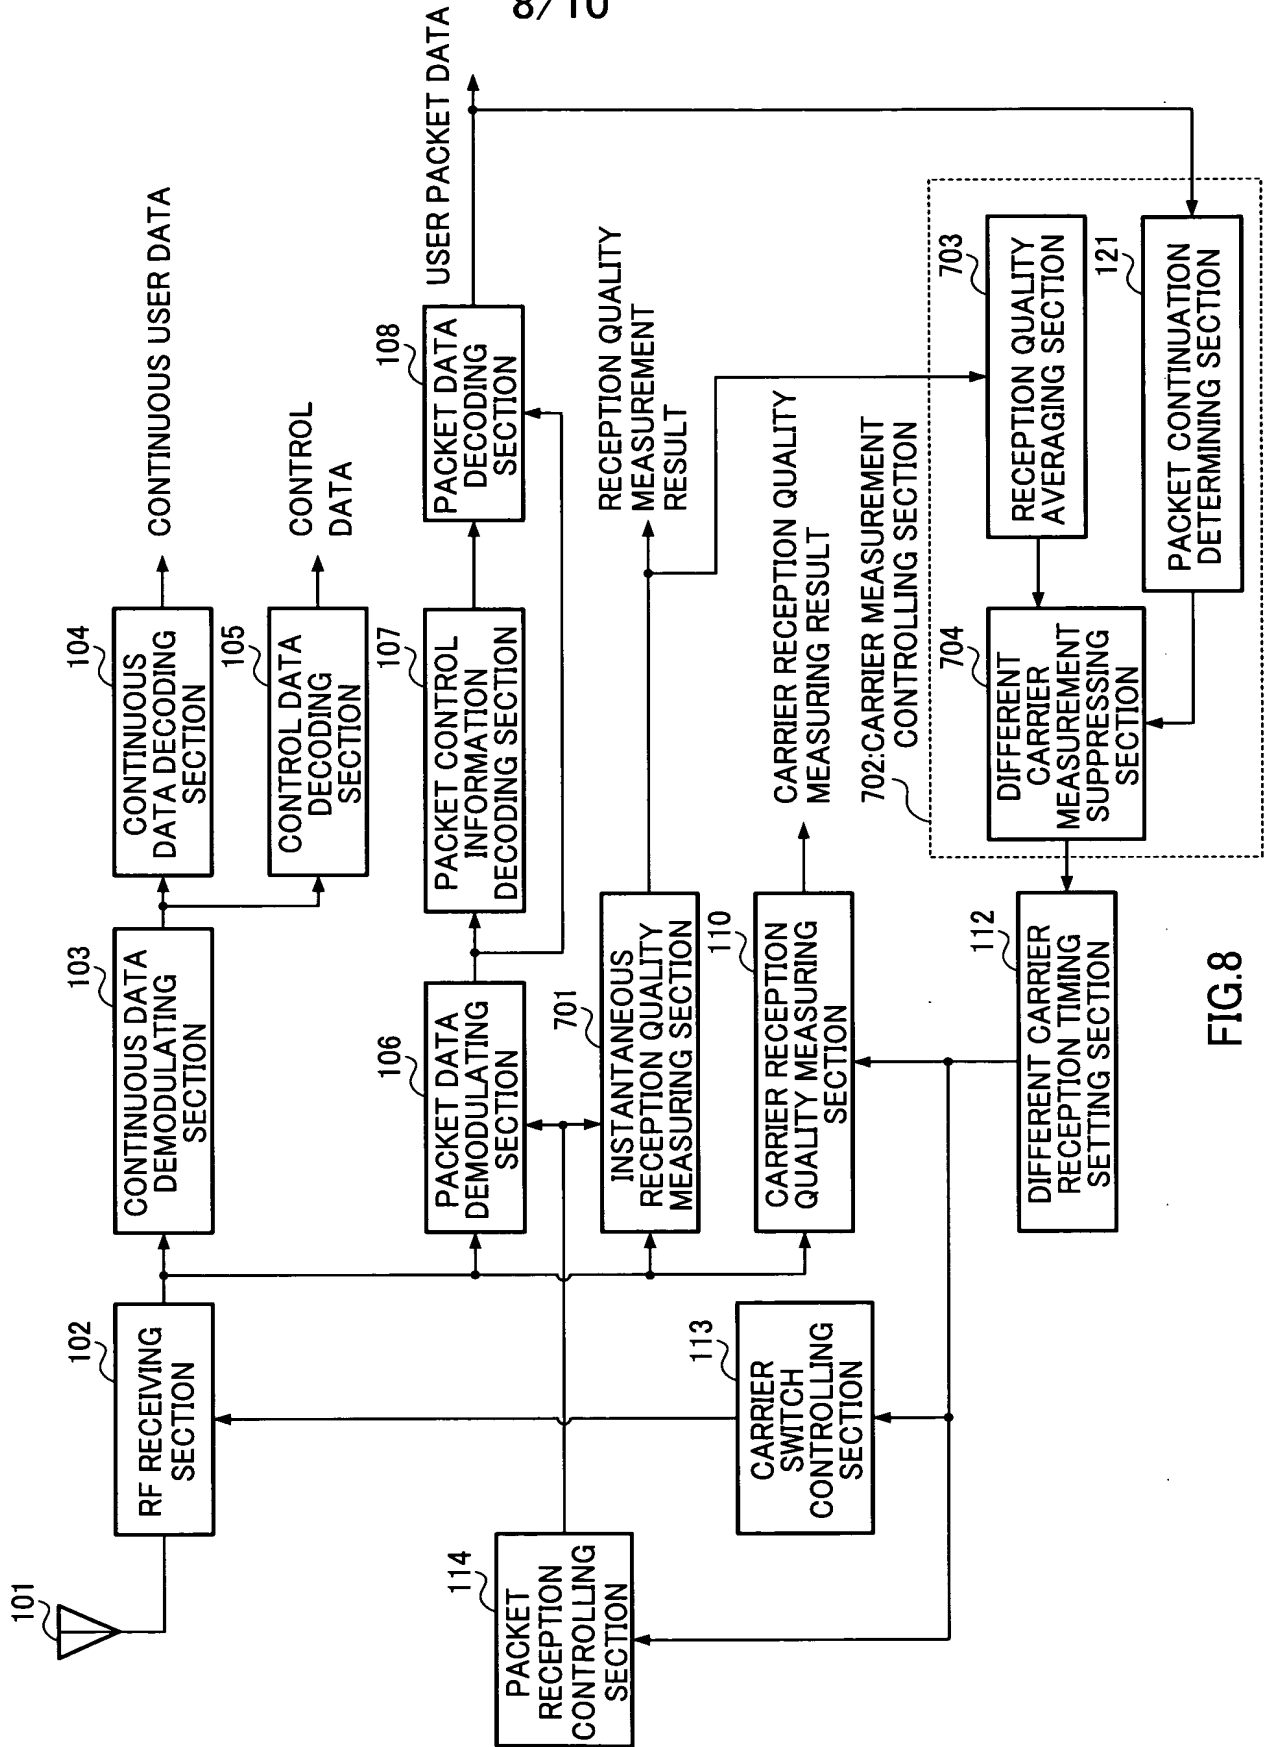 8/10
101
102
RF RECEIVING
SECTION
103
CONTINUOUS DATA
DEMODULATING
SECTION
104
CONTINUOUS
DATA DECODING
SECTION
CONTINUOUS USER DATA
105
CONTROL DATA
DECODING
SECTION
CONTROL
DATA
106
PACKET DATA
DEMODULATING
SECTION
107
PACKET CONTROL
INFORMATION
DECODING SECTION
108
PACKET DATA
DECODING
SECTION
USER PACKET DATA
114
PACKET
RECEPTION
CONTROLLING
SECTION
701
INSTANTANEOUS
RECEPTION QUALITY
MEASURING SECTION
RECEPTION QUALITY
MEASUREMENT
RESULT
113
CARRIER
SWITCH
CONTROLLING
SECTION
110
CARRIER RECEPTION
QUALITY MEASURING
SECTION
CARRIER RECEPTION QUALITY
MEASURING RESULT
702:CARRIER MEASUREMENT
CONTROLLING SECTION
112
DIFFERENT CARRIER
RECEPTION TIMING
SETTING SECTION
704
DIFFERENT
CARRIER
MEASUREMENT
SUPPRESSING
SECTION
703
RECEPTION QUALITY
AVERAGING SECTION
121
PACKET CONTINUATION
DETERMINING SECTION
FIG.8